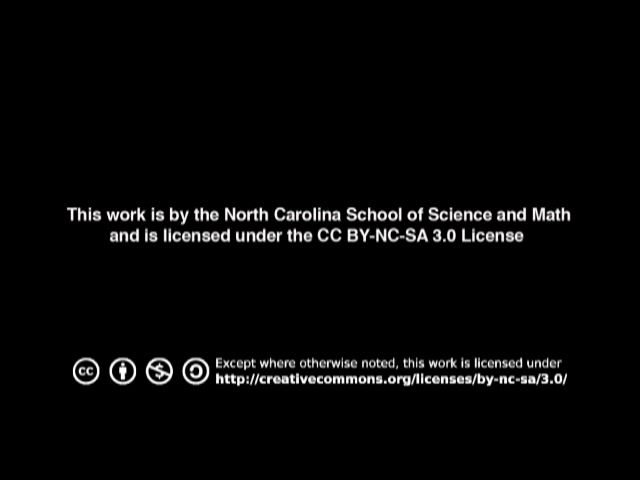 This work is by the North Carolina School of Science and Math
and is licensed under the CC BY-NC-SA 3.0 License
cc
Except where otherwise noted, this work is licensed under
http://creativecommons.org/licenses/by-nc-sa/3.0/